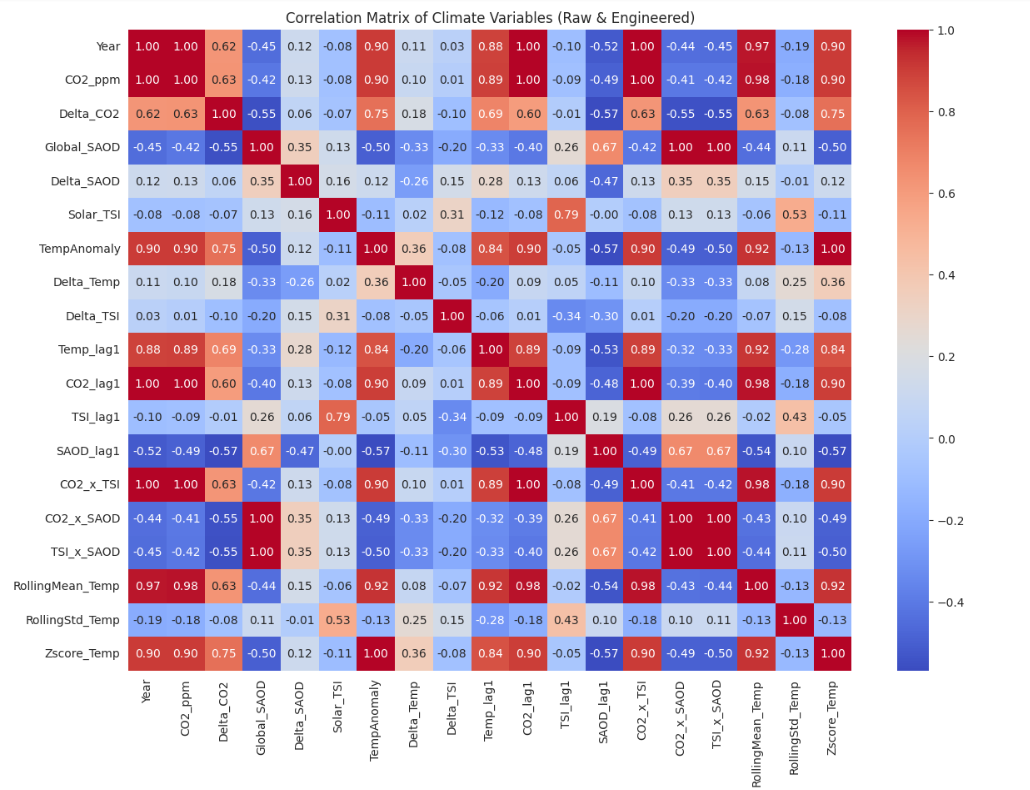 Correlation Matrix of Climate Variables (Raw & Engineered)
Year 1.00 1.00 0.62 -0.45 0.12 -0.08 0.90 0.11 0.03 0.88 1.00 -0.10 -0.52 1.00 -0.44 -0.45 0.97 -0.19 0.90
CO2_ppm 1.00 1.00 0.63 -0.42 0.13 -0.08 0.90 0.10 0.01 0.89 1.00 -0.09 -0.49 1.00 -0.41 -0.42 0.98 -0.18 0.90
Delta_CO2 0.62 0.63 1.00 -0.55 0.06 -0.07 0.75 0.18 -0.10 0.69 0.60 -0.01 -0.57 0.63 -0.55 -0.55 0.63 -0.08 0.75
Global_SAOD -0.45 -0.42 -0.55 1.00 0.35 0.13 -0.50 -0.33 -0.20 -0.33 -0.40 0.26 0.67 -0.42 1.00 1.00 -0.44 0.11 -0.50
Delta_SAOD 0.12 0.13 0.06 0.35 1.00 0.16 0.12 -0.26 0.15 0.28 0.13 0.06 -0.47 0.13 0.35 0.35 0.15 -0.01 0.12
Solar_TSI -0.08 -0.08 -0.07 0.13 0.16 1.00 -0.11 0.02 0.31 -0.12 -0.08 0.79 -0.00 -0.08 0.13 0.13 -0.06 0.53 -0.11
TempAnomaly 0.90 0.90 0.75 -0.50 0.12 -0.11 1.00 0.36 -0.08 0.84 0.90 -0.05 -0.57 0.90 -0.49 -0.50 0.92 -0.13 1.00
Delta_Temp 0.11 0.10 0.18 -0.33 -0.26 0.02 0.36 1.00 -0.05 -0.20 0.09 0.05 -0.11 0.10 -0.33 -0.33 0.08 0.25 0.36
Delta_TSI 0.03 0.01 -0.10 -0.20 0.15 0.31 -0.08 -0.05 1.00 -0.06 0.01 -0.34 -0.30 0.01 -0.20 -0.20 -0.07 0.15 -0.08
Temp_lag1 0.88 0.89 0.69 -0.33 0.28 -0.12 0.84 -0.20 -0.06 1.00 0.89 -0.09 -0.53 0.89 -0.32 -0.33 0.92 -0.28 0.84
CO2_lag1 1.00 1.00 0.60 -0.40 0.13 -0.08 0.90 0.09 0.01 0.89 1.00 -0.09 -0.48 1.00 -0.39 -0.40 0.98 -0.18 0.90
TSI_lag1 -0.10 -0.09 -0.01 0.26 0.06 0.79 -0.05 0.05 -0.34 -0.09 -0.09 1.00 0.19 -0.08 0.26 0.26 -0.02 0.43 -0.05
SAOD_lag1 -0.52 -0.49 -0.57 0.67 -0.47 -0.00 -0.57 -0.11 -0.30 -0.53 -0.48 0.19 1.00 -0.49 0.67 0.67 -0.54 0.10 -0.57
CO2_x_TSI 1.00 1.00 0.63 -0.42 0.13 -0.08 0.90 0.10 0.01 0.89 1.00 -0.08 -0.49 1.00 -0.41 -0.42 0.98 -0.18 0.90
CO2_x_SAOD -0.44 -0.41 -0.55 1.00 0.35 0.13 -0.49 -0.33 -0.20 -0.32 -0.39 0.26 0.67 -0.41 1.00 1.00 -0.43 0.10 -0.49
TSI_x_SAOD -0.45 -0.42 -0.55 1.00 0.35 0.13 -0.50 -0.33 -0.20 -0.33 -0.40 0.26 0.67 -0.42 1.00 1.00 -0.44 0.11 -0.50
RollingMean_Temp 0.97 0.98 0.63 -0.44 0.15 -0.06 0.92 0.08 -0.07 0.92 0.98 -0.02 -0.54 0.98 -0.43 -0.44 1.00 -0.13 0.92
RollingStd_Temp -0.19 -0.18 -0.08 0.11 -0.01 0.53 -0.13 0.25 0.15 -0.28 -0.18 0.43 0.10 -0.18 0.10 0.11 -0.13 1.00 -0.13
Zscore_Temp 0.90 0.90 0.75 -0.50 0.12 -0.11 1.00 0.36 -0.08 0.84 0.90 -0.05 -0.57 0.90 -0.49 -0.50 0.92 -0.13 1.00
Year
CO2_ppm
Delta_CO2
Global_SAOD
Delta_SAOD
Solar_TSI
TempAnomaly
Delta_Temp
Delta_TSI
Temp_lag1
CO2_lag1
TSI_lag1
SAOD_lag1
CO2_x_TSI
CO2_x_SAOD
TSI_x_SAOD
RollingMean_Temp
RollingStd_Temp
Zscore_Temp
1.0
0.8
0.6
0.4
0.2
0.0
−0.2
−0.4